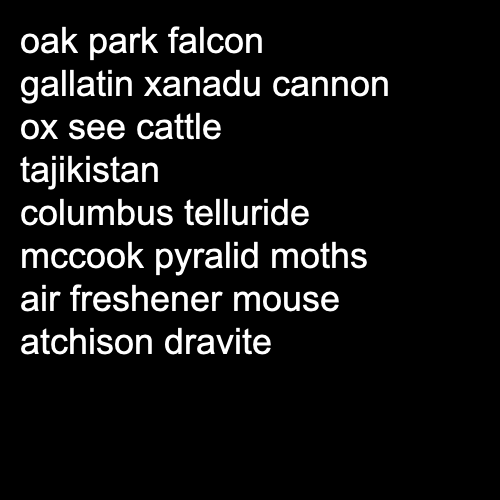 oak park falcon
gallatin xanadu cannon
ox see cattle
tajikistan
columbus telluride
mccook pyralid moths
air freshener mouse
atchison dravite